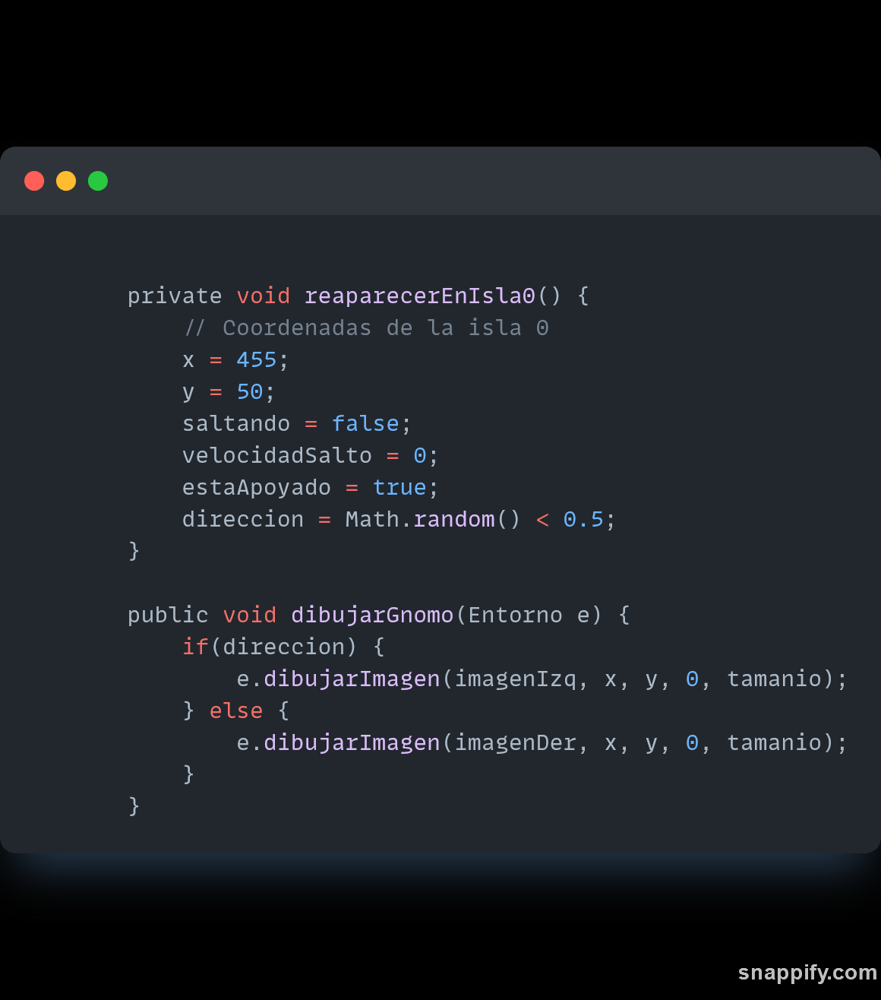 private void reaparecerEnIsla0() {
    // Coordenadas de la isla 0
    x = 455;
    y = 50;
    saltando = false;
    velocidadSalto = 0;
    estaApoyado = true;
    direccion = Math.random() < 0.5;
}

public void dibujarGnomo(Entorno e) {
    if(direccion) {
        e.dibujarImagen(imagenIzq, x, y, 0, tamanio);
    } else {
        e.dibujarImagen(imagenDer, x, y, 0, tamanio);
    }
}
snappify.com